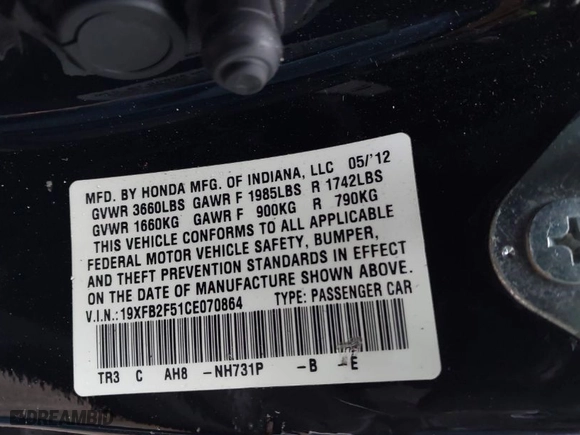 MFD. BY HONDA MFG. OF INDIANA, LLC 05/'12
GVWR 3660LBS GAWR F 1985LBS R 1742LBS
GVWR 1660KG GAWR F 900KG R 790KG
THIS VEHICLE CONFORMS TO ALL APPLICABLE
FEDERAL MOTOR VEHICLE SAFETY, BUMPER,
AND THEFT PREVENTION STANDARDS IN EFFECT
ON THE DATE OF MANUFACTURE SHOWN ABOVE.
V.I.N.: 19XFB2F51CE070864 TYPE: PASSENGER CAR
TR3 C AH8 -NH731P -B -E
DREAMBID